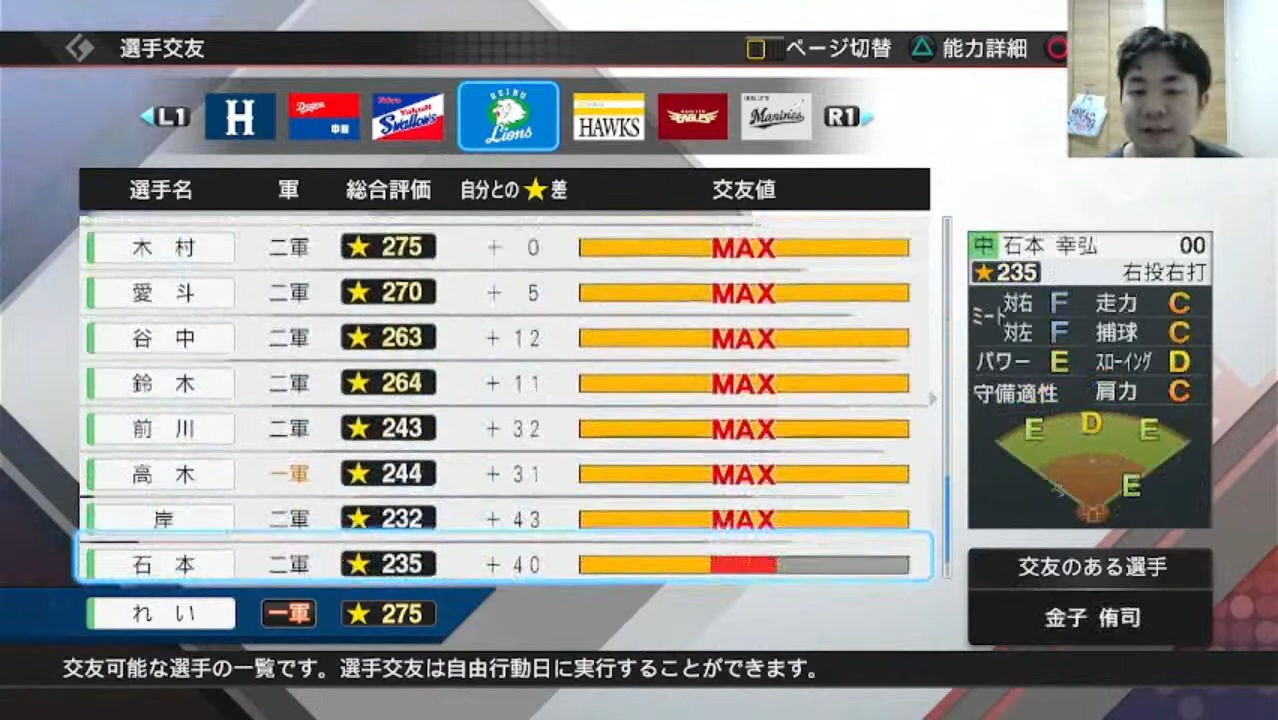 選手交友
ページ切替 能力詳細
L1 H Dragons 中日 Yakult Swallows SEIBU Lions HAWKS EAGLES Marines R1
選手名 軍 総合評価 自分との★差 交友値
木村 二軍 ★275 + 0 MAX
愛斗 二軍 ★270 + 5 MAX
谷中 二軍 ★263 + 12 MAX
鈴木 二軍 ★264 + 11 MAX
前川 二軍 ★243 + 32 MAX
高木 一軍 ★244 + 31 MAX
岸 二軍 ★232 + 43 MAX
石本 二軍 ★235 + 40
れい 一軍 ★275
中 石本 幸弘 00
★235 右投右打
ミート 対右 F 走力 C
対左 F 捕球 C
パワー E スローイング D
守備適性 肩力 C
E D E
E
交友のある選手
金子 侑司
交友可能な選手の一覧です。選手交友は自由行動日に実行することができます。